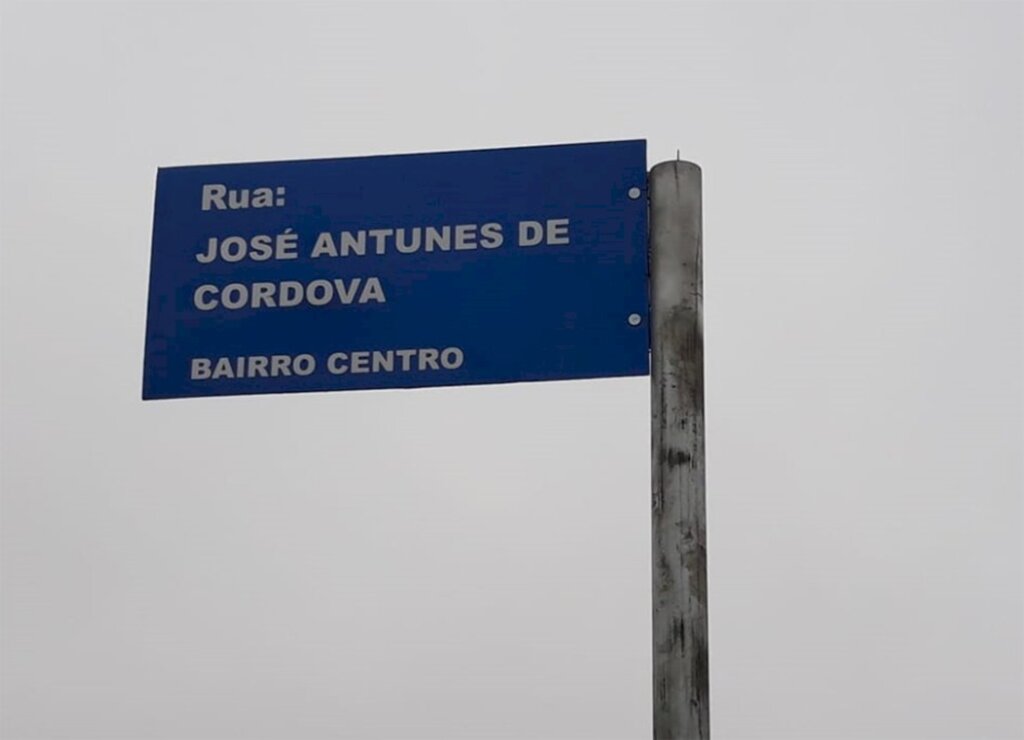 Rua:
JOSÉ ANTUNES DE
CORDOVA
BAIRRO CENTRO